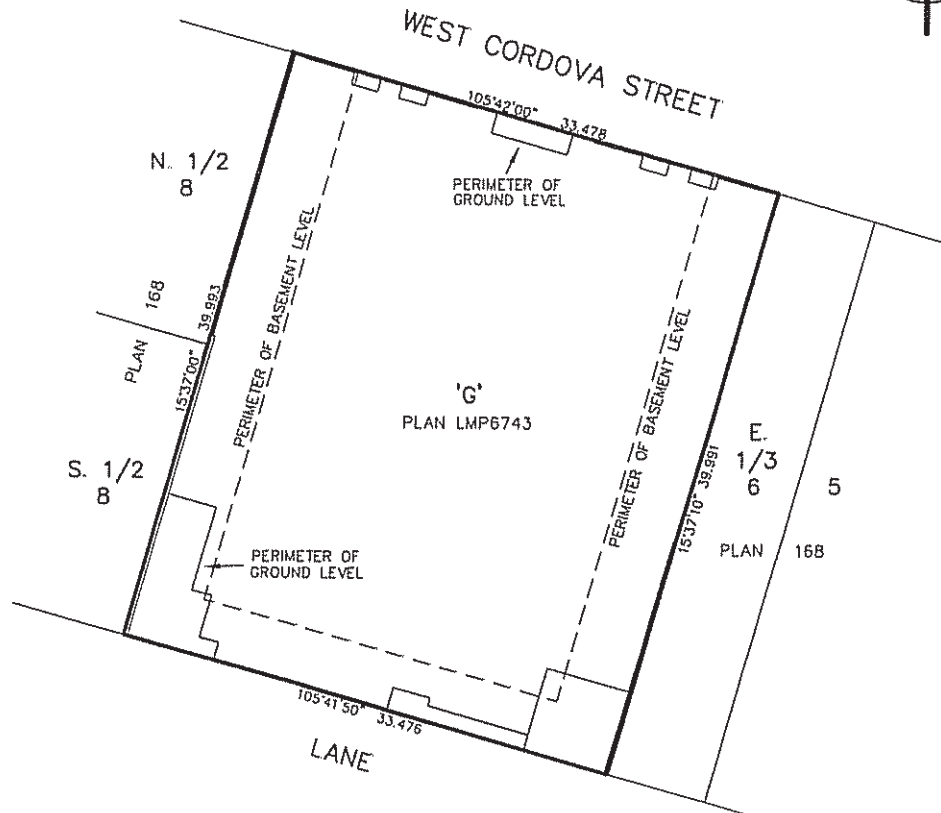 WEST CORDOVA STREET
105°42'00" 33.478
N. 1/2
8
PERIMETER OF
GROUND LEVEL
PERIMETER OF BASEMENT LEVEL
PERIMETER OF BASEMENT LEVEL
168
PLAN
39.993
15°37'00"
'G'
PLAN LMP6743
S. 1/2
8
E.
1/3
6
5
15°37'10" 39.991
PLAN 168
PERIMETER OF
GROUND LEVEL
105°41'50" 33.476
LANE